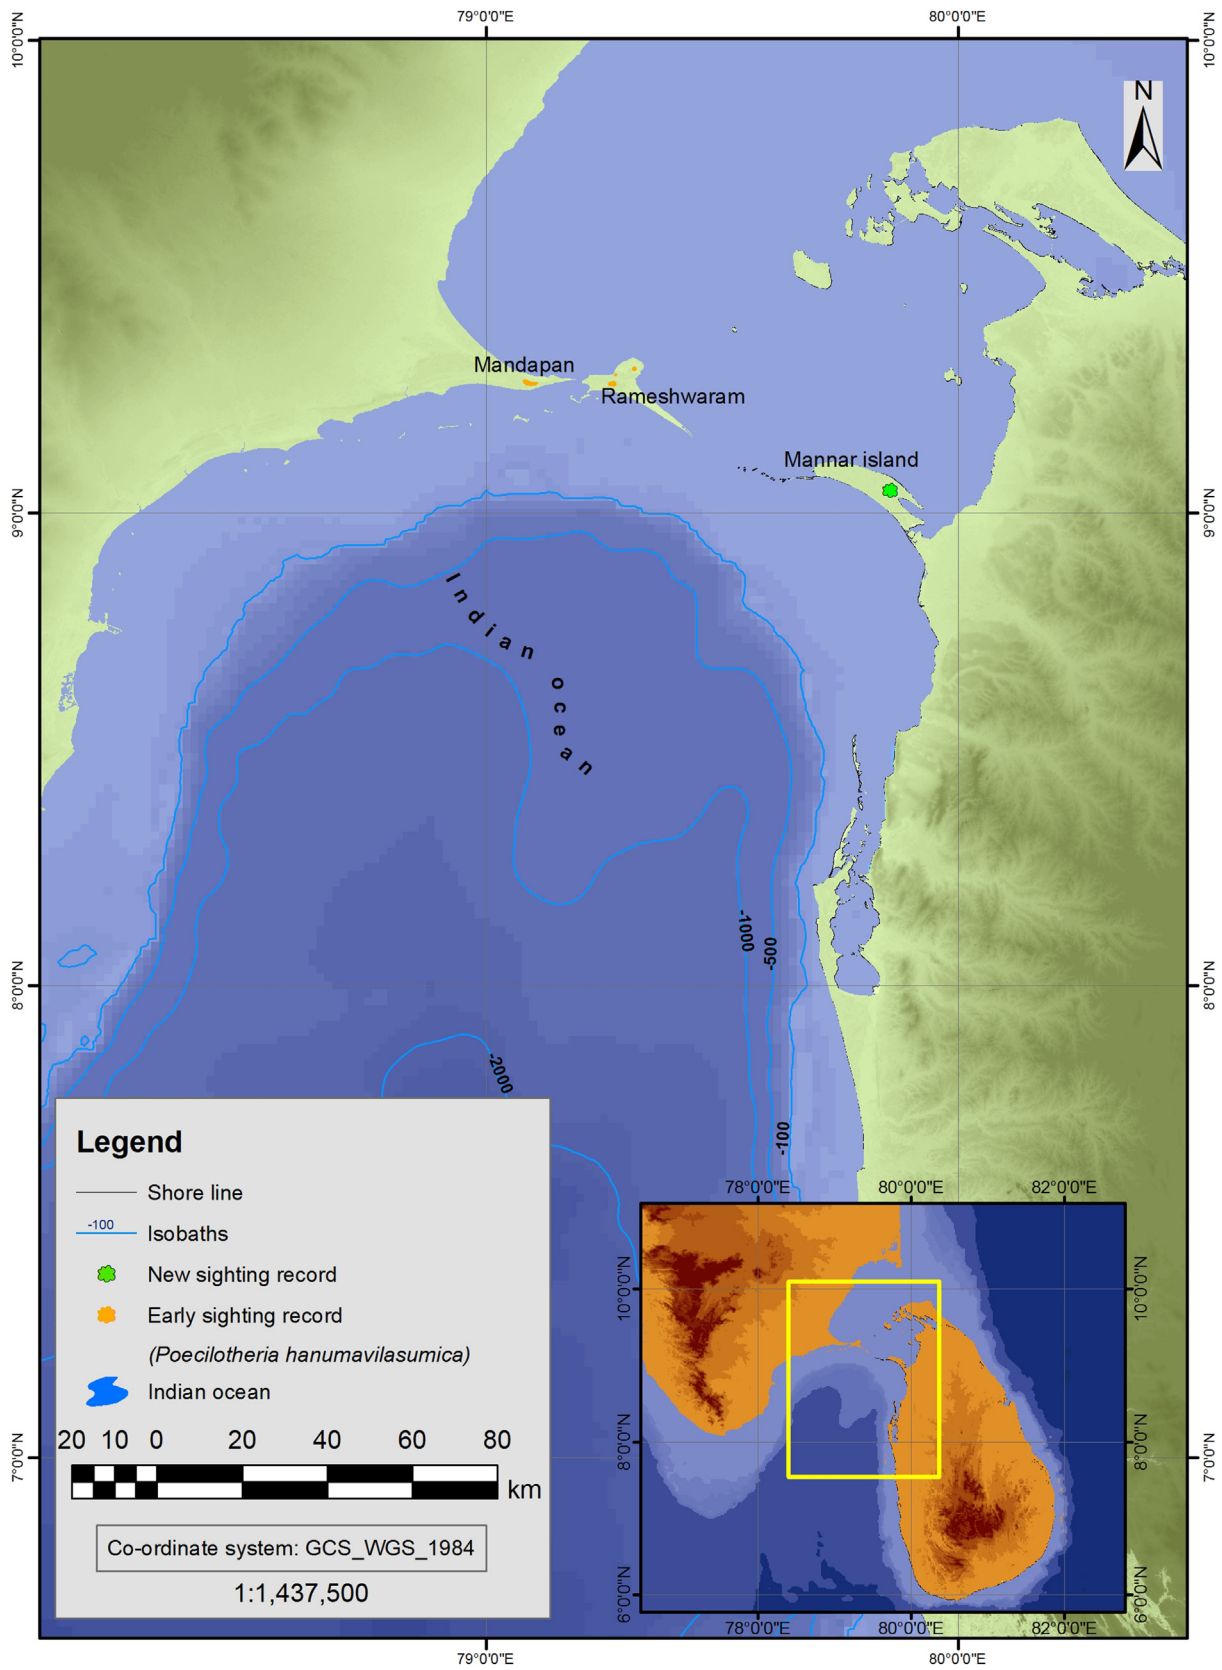 79°0'0"E
80°0'0"E
10°0'0"N
10°0'0"N
N
Mandapan
Rameshwaram
Mannar island
9°0'0"N
9°0'0"N
Indian ocean
-1000
-500
8°0'0"N
8°0'0"N
-2000
-100
Legend
Shore line
-100
Isobaths
New sighting record
Early sighting record
(Poecilotheria hanumavilasumica)
Indian ocean
20 10 0 20 40 60 80
km
Co-ordinate system: GCS_WGS_1984
1:1,437,500
7°0'0"N
7°0'0"N
78°0'0"E
80°0'0"E
82°0'0"E
10°0'0"N
10°0'0"N
8°0'0"N
8°0'0"N
6°0'0"N
6°0'0"N
78°0'0"E
80°0'0"E
82°0'0"E
79°0'0"E
80°0'0"E